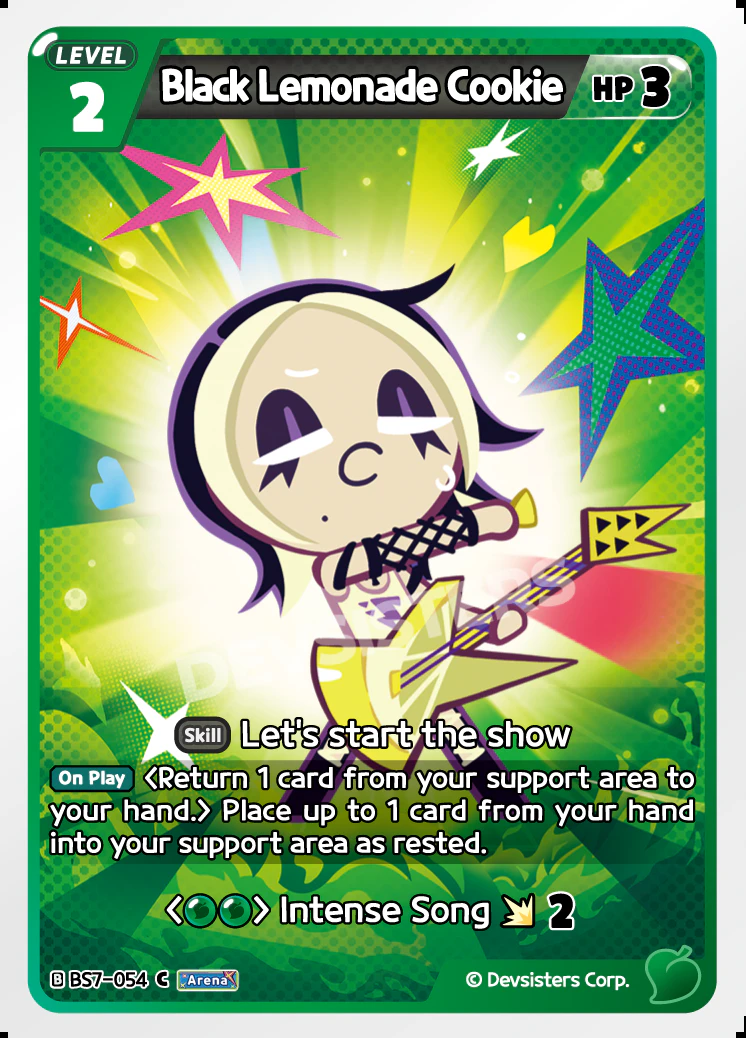 LEVEL
2
Black Lemonade Cookie
HP 3
DEVSISTERS
Skill Let's start the show
On Play <Return 1 card from your support area to
your hand.> Place up to 1 card from your hand
into your support area as rested.
<> Intense Song 2
B BS7-054 C Arena
© Devsisters Corp.